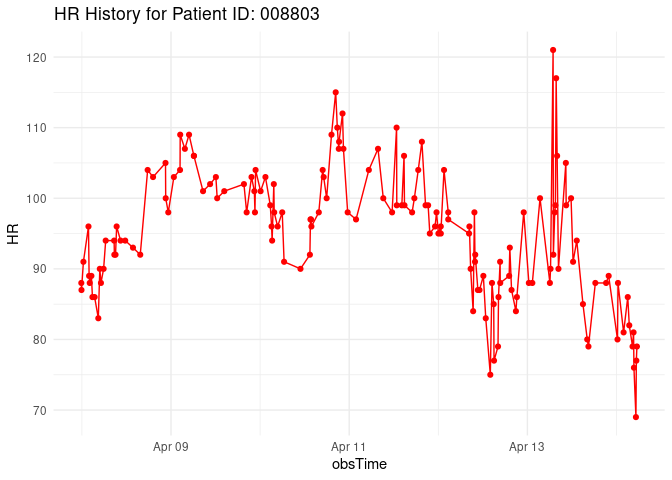 HR History for Patient ID: 008803
120
110
100
90
80
70
HR
Apr 09
Apr 11
Apr 13
obsTime